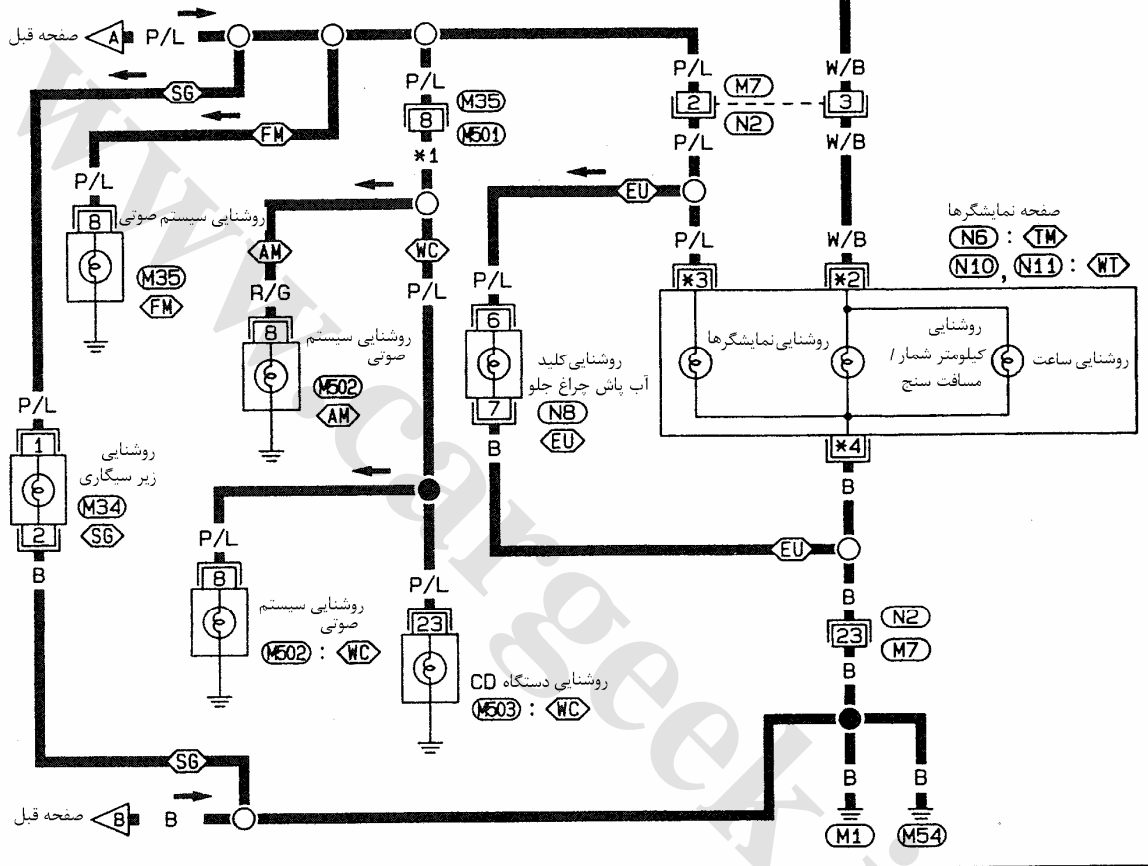 صفحه قبل
A
P/L
SG
FM
P/L
8
روشنایی سیستم صوتی
M35
FM
P/L
8
M35
M501
*1
AM
WC
R/G
P/L
8
روشنایی سیستم
صوتی
M502
AM
P/L
2
M7
N2
P/L
EU
P/L
*3
W/B
3
W/B
W/B
*2
صفحه نمایشگرها
N6 : TM
N10 , N11 : WT
روشنایی نمایشگرها
روشنایی
کیلومتر شمار /
مسافت سنج
روشنایی ساعت
*4
P/L
6
روشنایی کلید
آب پاش چراغ جلو
7
N8
EU
B
P/L
1
روشنایی
زیر سیگاری
M34
2
SG
B
P/L
8
روشنایی سیستم
صوتی
M502 : WC
P/L
23
روشنایی دستگاه CD
M503 : WC
B
EU
B
N2
23
M7
B
SG
B
B
M1
M54
صفحه قبل
B
B
www.cargeek.i